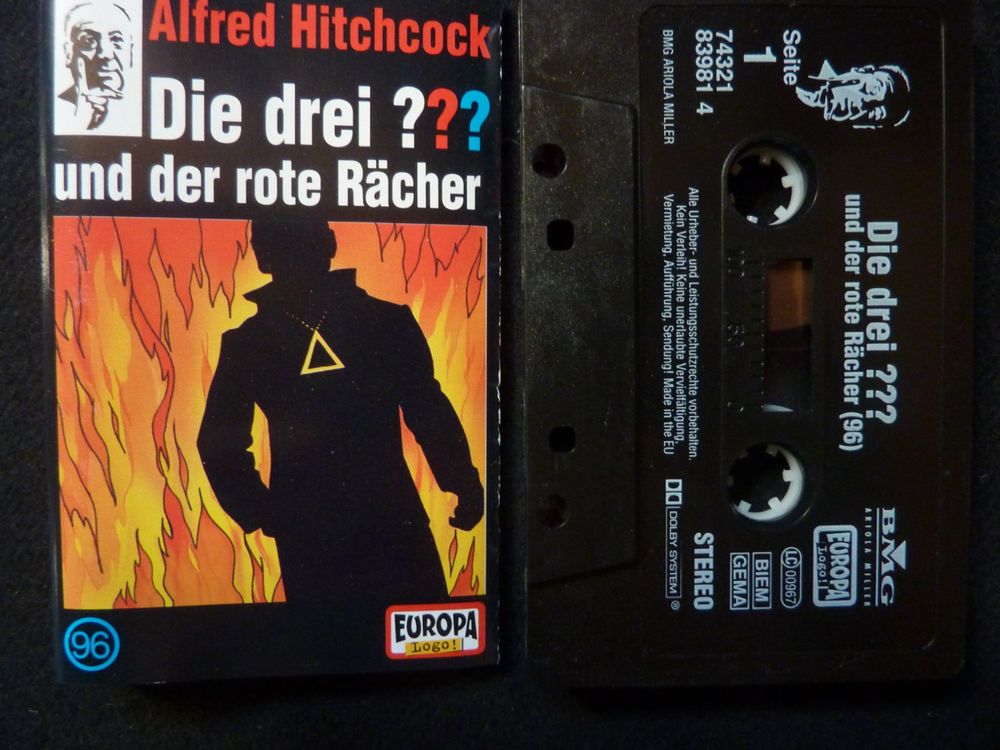 Alfred Hitchcock
Die drei ???
und der rote Rächer
96
EUROPA
Logo!
Die drei ???
und der rote Rächer (96)
Seite
1
74321
83981 4
BMG ARIOLA MILLER
Alle Urheber- und Leistungsschutzrechte vorbehalten.
Kein Verleih! Keine unerlaubte Vervielfältigung,
Vermietung, Aufführung, Sendung! Made in the EU
DOLBY SYSTEM ®
STEREO
BIEM
GEMA
LC 00967
EUROPA
Logo!
BMG
ARIOLA MILLER